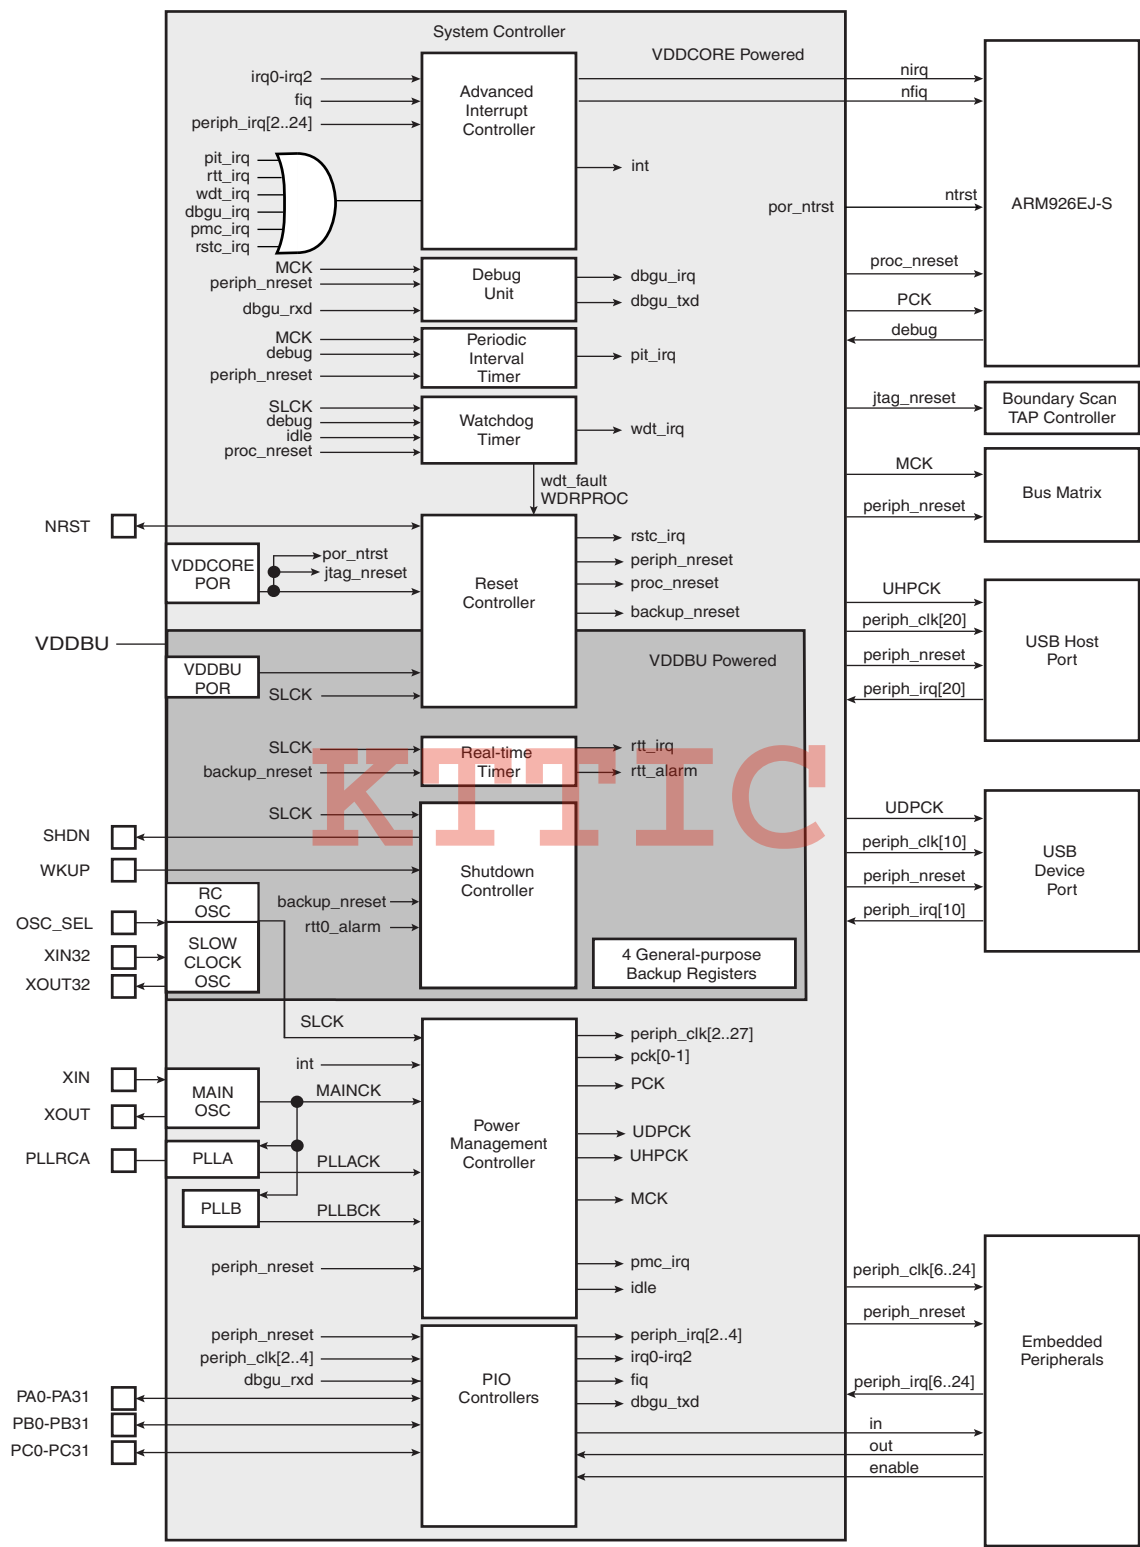 System Controller
VDDCORE Powered
irq0-irq2
fiq
periph_irq[2..24]
pit_irq
rtt_irq
wdt_irq
dbgu_irq
pmc_irq
rstc_irq
Advanced
Interrupt
Controller
int
nirq
nfiq
por_ntrst
ntrst
ARM926EJ-S
proc_nreset
PCK
debug
MCK
periph_nreset
dbgu_rxd
Debug
Unit
dbgu_irq
dbgu_txd
MCK
debug
periph_nreset
Periodic
Interval
Timer
pit_irq
SLCK
debug
idle
proc_nreset
Watchdog
Timer
wdt_irq
jtag_nreset
Boundary Scan
TAP Controller
wdt_fault
WDRPROC
MCK
periph_nreset
Bus Matrix
NRST
VDDCORE
POR
por_ntrst
jtag_nreset
Reset
Controller
rstc_irq
periph_nreset
proc_nreset
backup_nreset
VDDBU
VDDBU Powered
VDDBU
POR
SLCK
UHPCK
periph_clk[20]
periph_nreset
periph_irq[20]
USB Host
Port
SLCK
backup_nreset
Real-time
Timer
rtt_irq
rtt_alarm
KTTIC
SLCK
SHDN
WKUP
backup_nreset
rtt0_alarm
Shutdown
Controller
4 General-purpose
Backup Registers
UDPCK
periph_clk[10]
periph_nreset
periph_irq[10]
USB
Device
Port
RC
OSC
OSC_SEL
XIN32
XOUT32
SLOW
CLOCK
OSC
SLCK
int
XIN
XOUT
MAIN
OSC
MAINCK
PLLRCA
PLLA
PLLACK
PLLB
PLLBCK
periph_nreset
Power
Management
Controller
periph_clk[2..27]
pck[0-1]
PCK
UDPCK
UHPCK
MCK
pmc_irq
idle
periph_nreset
periph_clk[2..4]
dbgu_rxd
PA0-PA31
PB0-PB31
PC0-PC31
PIO
Controllers
periph_irq[2..4]
irq0-irq2
fiq
dbgu_txd
periph_clk[6..24]
periph_nreset
periph_irq[6..24]
in
out
enable
Embedded
Peripherals